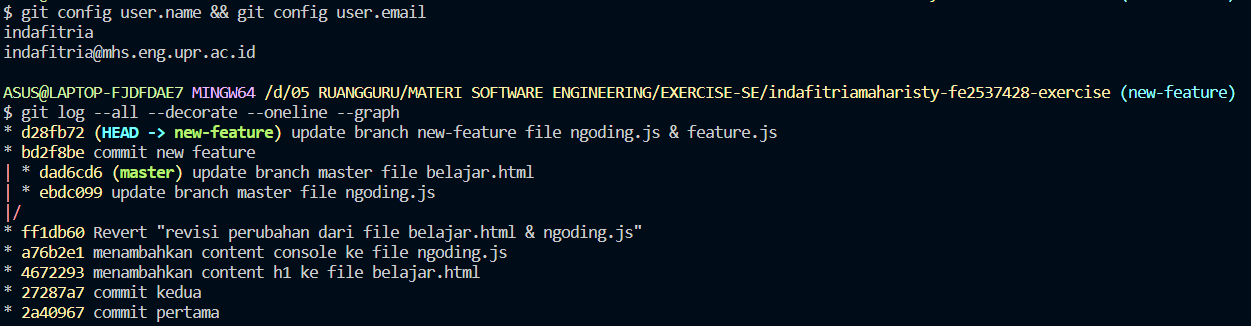 $ git config user.name && git config user.email
indafitria
indafitria@mhs.eng.upr.ac.id
ASUS@LAPTOP-FJDFDAE7 MINGW64 /d/05 RUANGGURU/MATERI SOFTWARE ENGINEERING/EXERCISE-SE/indafitriamaharisty-fe2537428-exercise (new-feature)
$ git log --all --decorate --oneline --graph
* d28fb72 (HEAD -> new-feature) update branch new-feature file ngoding.js & feature.js
* bd2f8be commit new feature
| * dad6cd6 (master) update branch master file belajar.html
| * ebdc099 update branch master file ngoding.js
|/
* ff1db60 Revert "revisi perubahan dari file belajar.html & ngoding.js"
* a76b2e1 menambahkan content console ke file ngoding.js
* 4672293 menambahkan content h1 ke file belajar.html
* 27287a7 commit kedua
* 2a40967 commit pertama